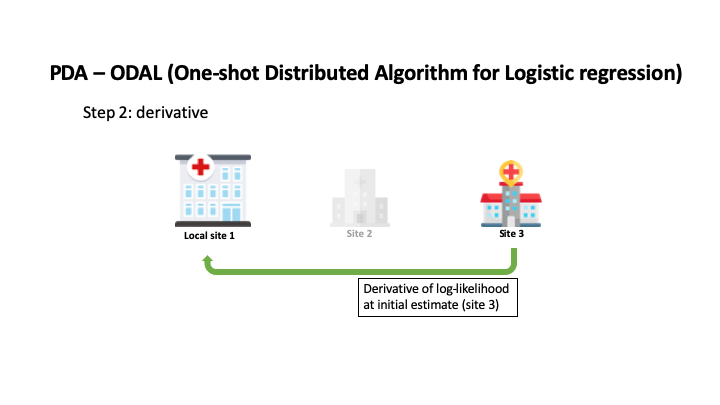 PDA – ODAL (One-shot Distributed Algorithm for Logistic regression)
Step 2: derivative
Local site 1
Site 2
Site 3
Derivative of log-likelihood
at initial estimate (site 3)